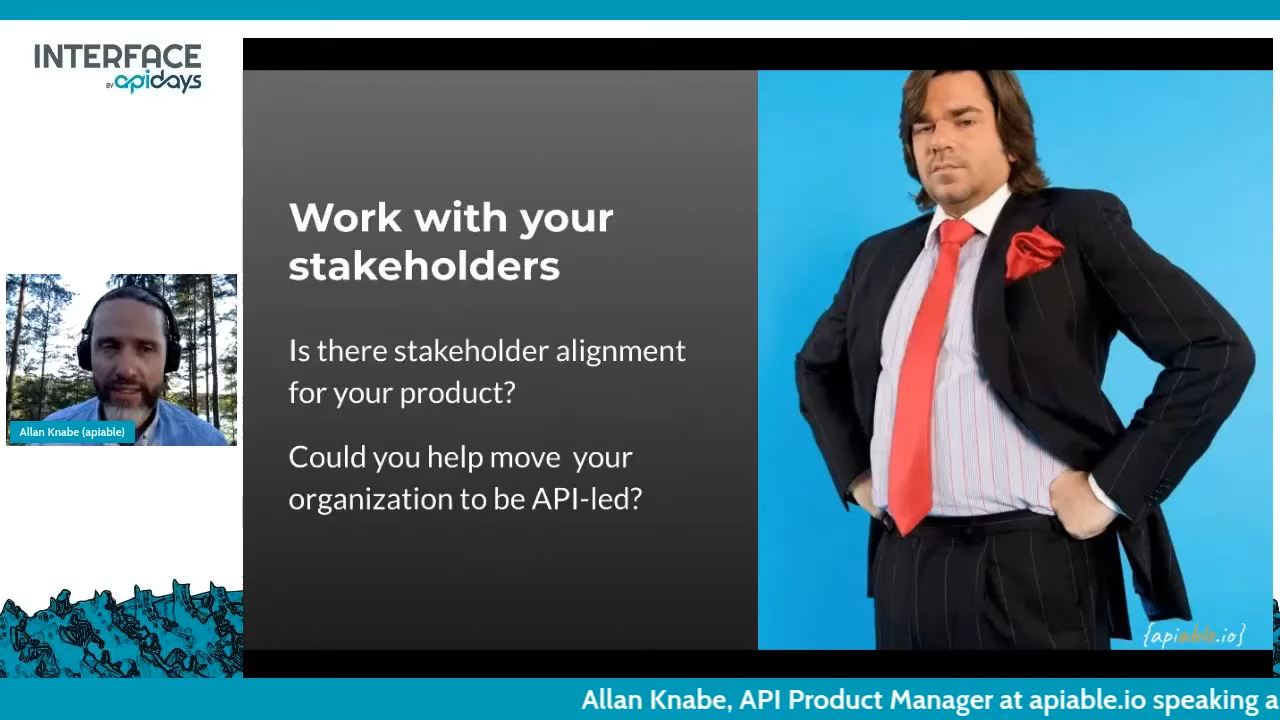 INTERFACE
BY apidays
Work with your
stakeholders
Is there stakeholder alignment
for your product?
Could you help move  your
organization to be API-led?
Allan Knabe (apiable)
{apiable.io}
Allan Knabe, API Product Manager at apiable.io speaking a